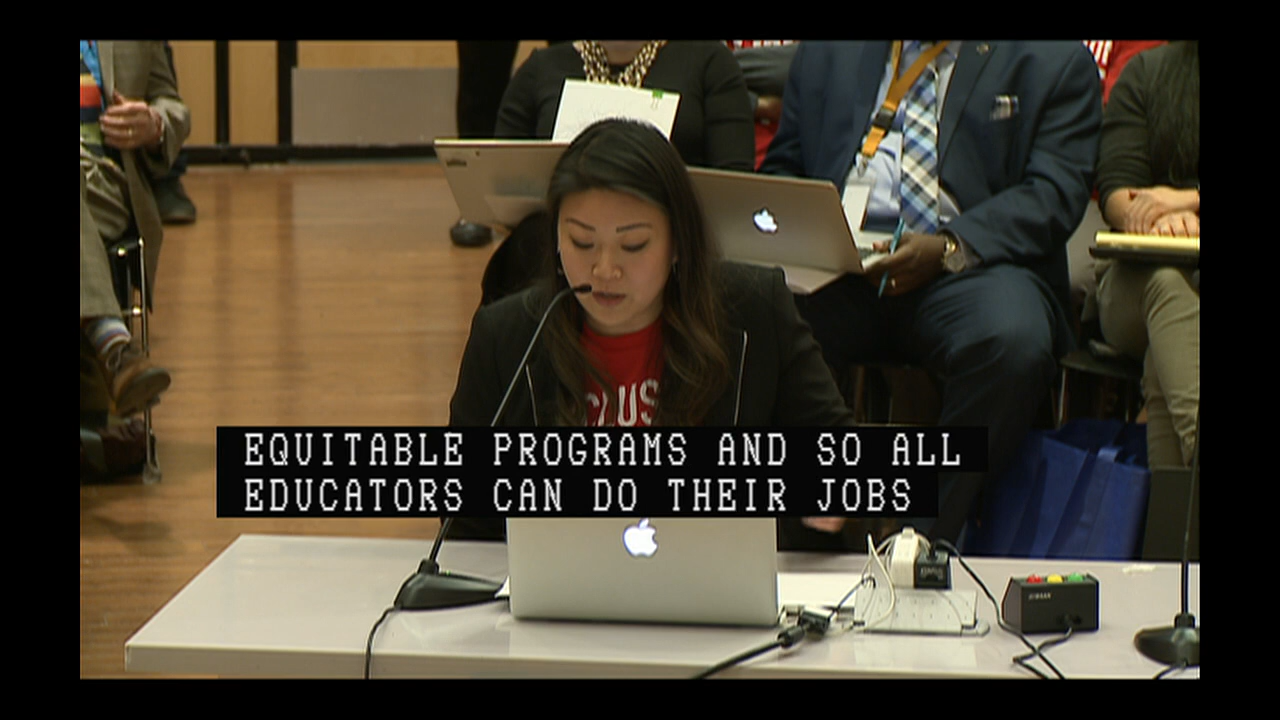 EQUITABLE PROGRAMS AND SO ALL
EDUCATORS CAN DO THEIR JOBS